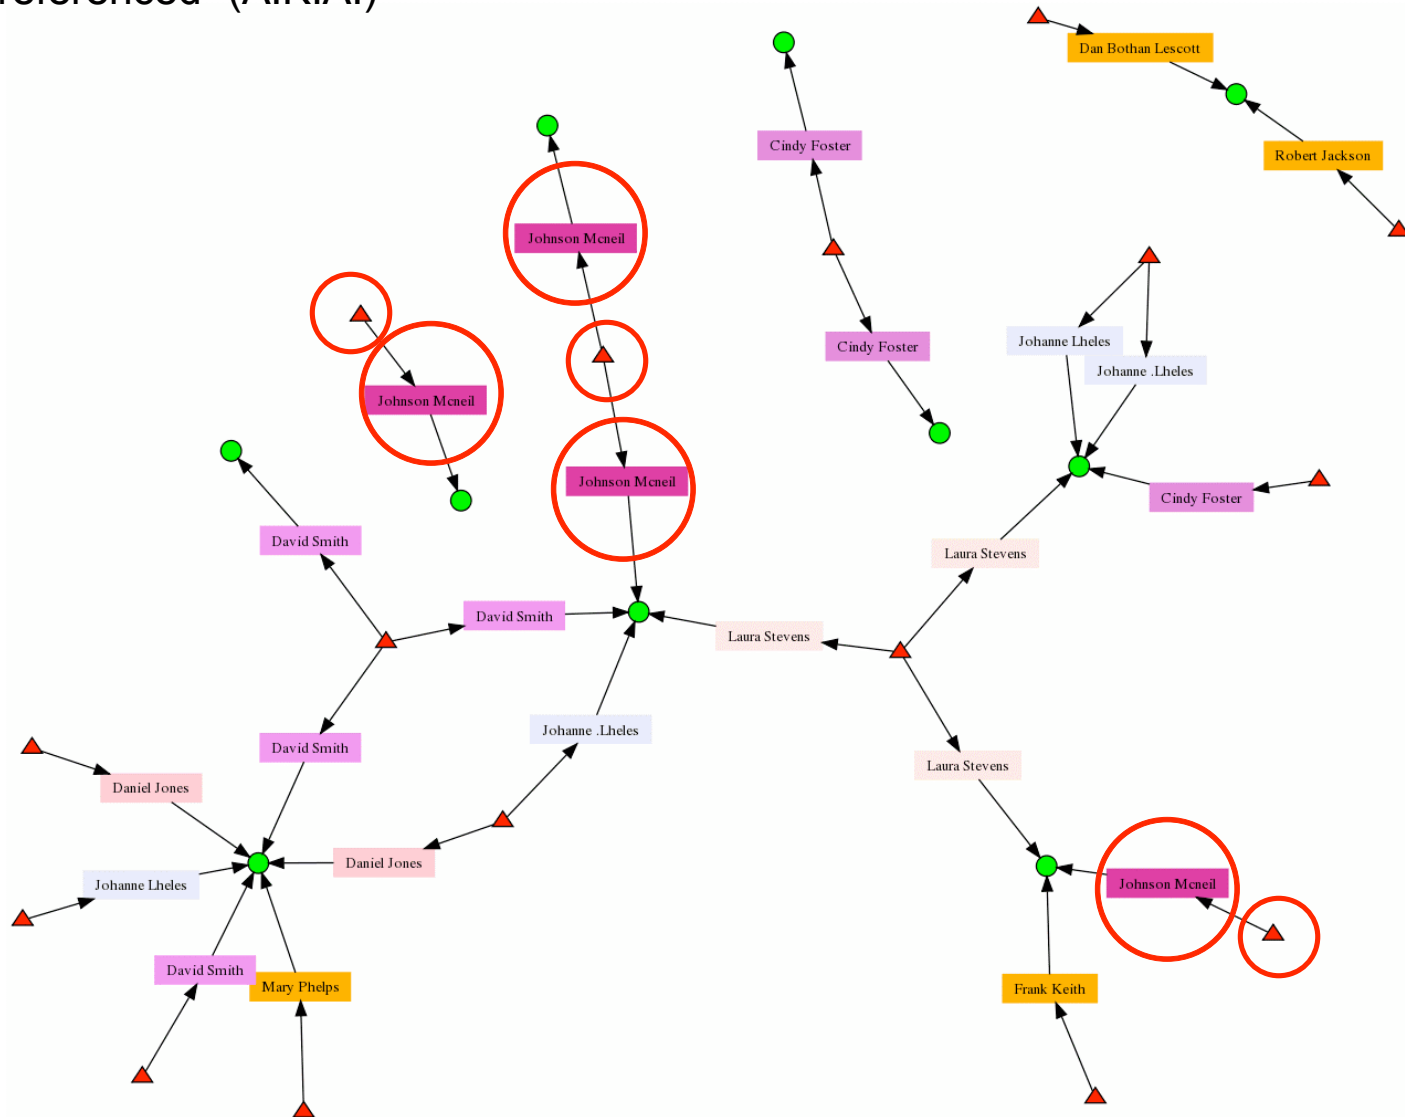 Dan Bothan Lescott
Cindy Foster
Robert Jackson
Johnson Mcneil
Johanne Lheles
Cindy Foster
Johanne .Lheles
Johnson Mcneil
Johnson Mcneil
Cindy Foster
David Smith
Laura Stevens
David Smith
Laura Stevens
Johanne .Lheles
David Smith
Laura Stevens
Daniel Jones
Daniel Jones
Johanne Lheles
Johnson Mcneil
David Smith
Mary Phelps
Frank Keith